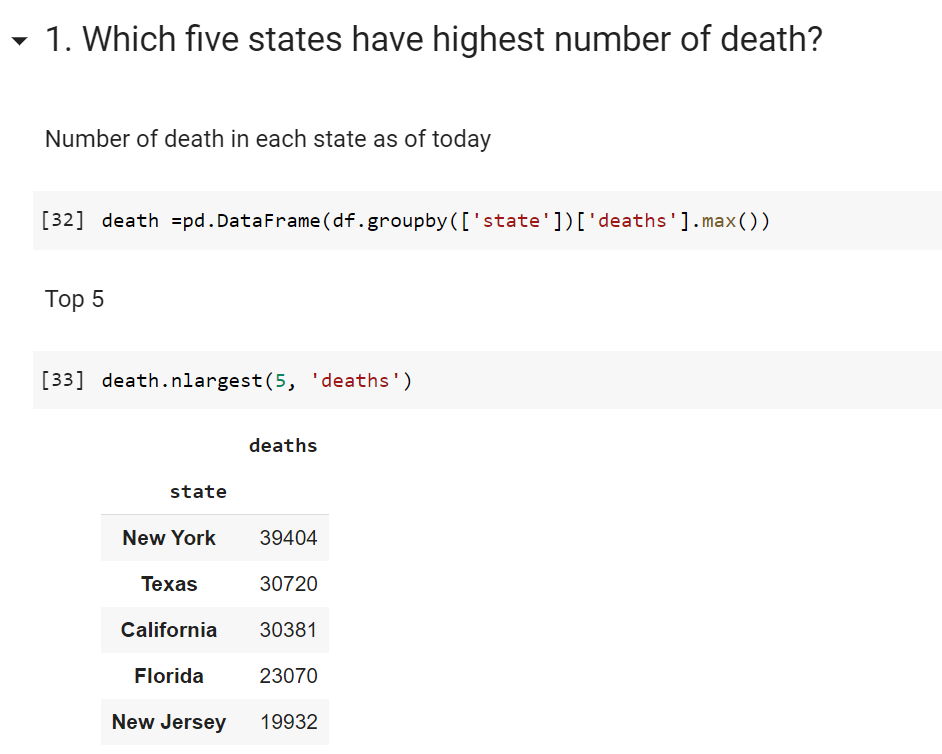 1. Which five states have highest number of death?
Number of death in each state as of today
[32] death =pd.DataFrame(df.groupby(['state'])['deaths'].max())
Top 5
[33] death.nlargest(5, 'deaths')
deaths
state
New York 39404
Texas 30720
California 30381
Florida 23070
New Jersey 19932